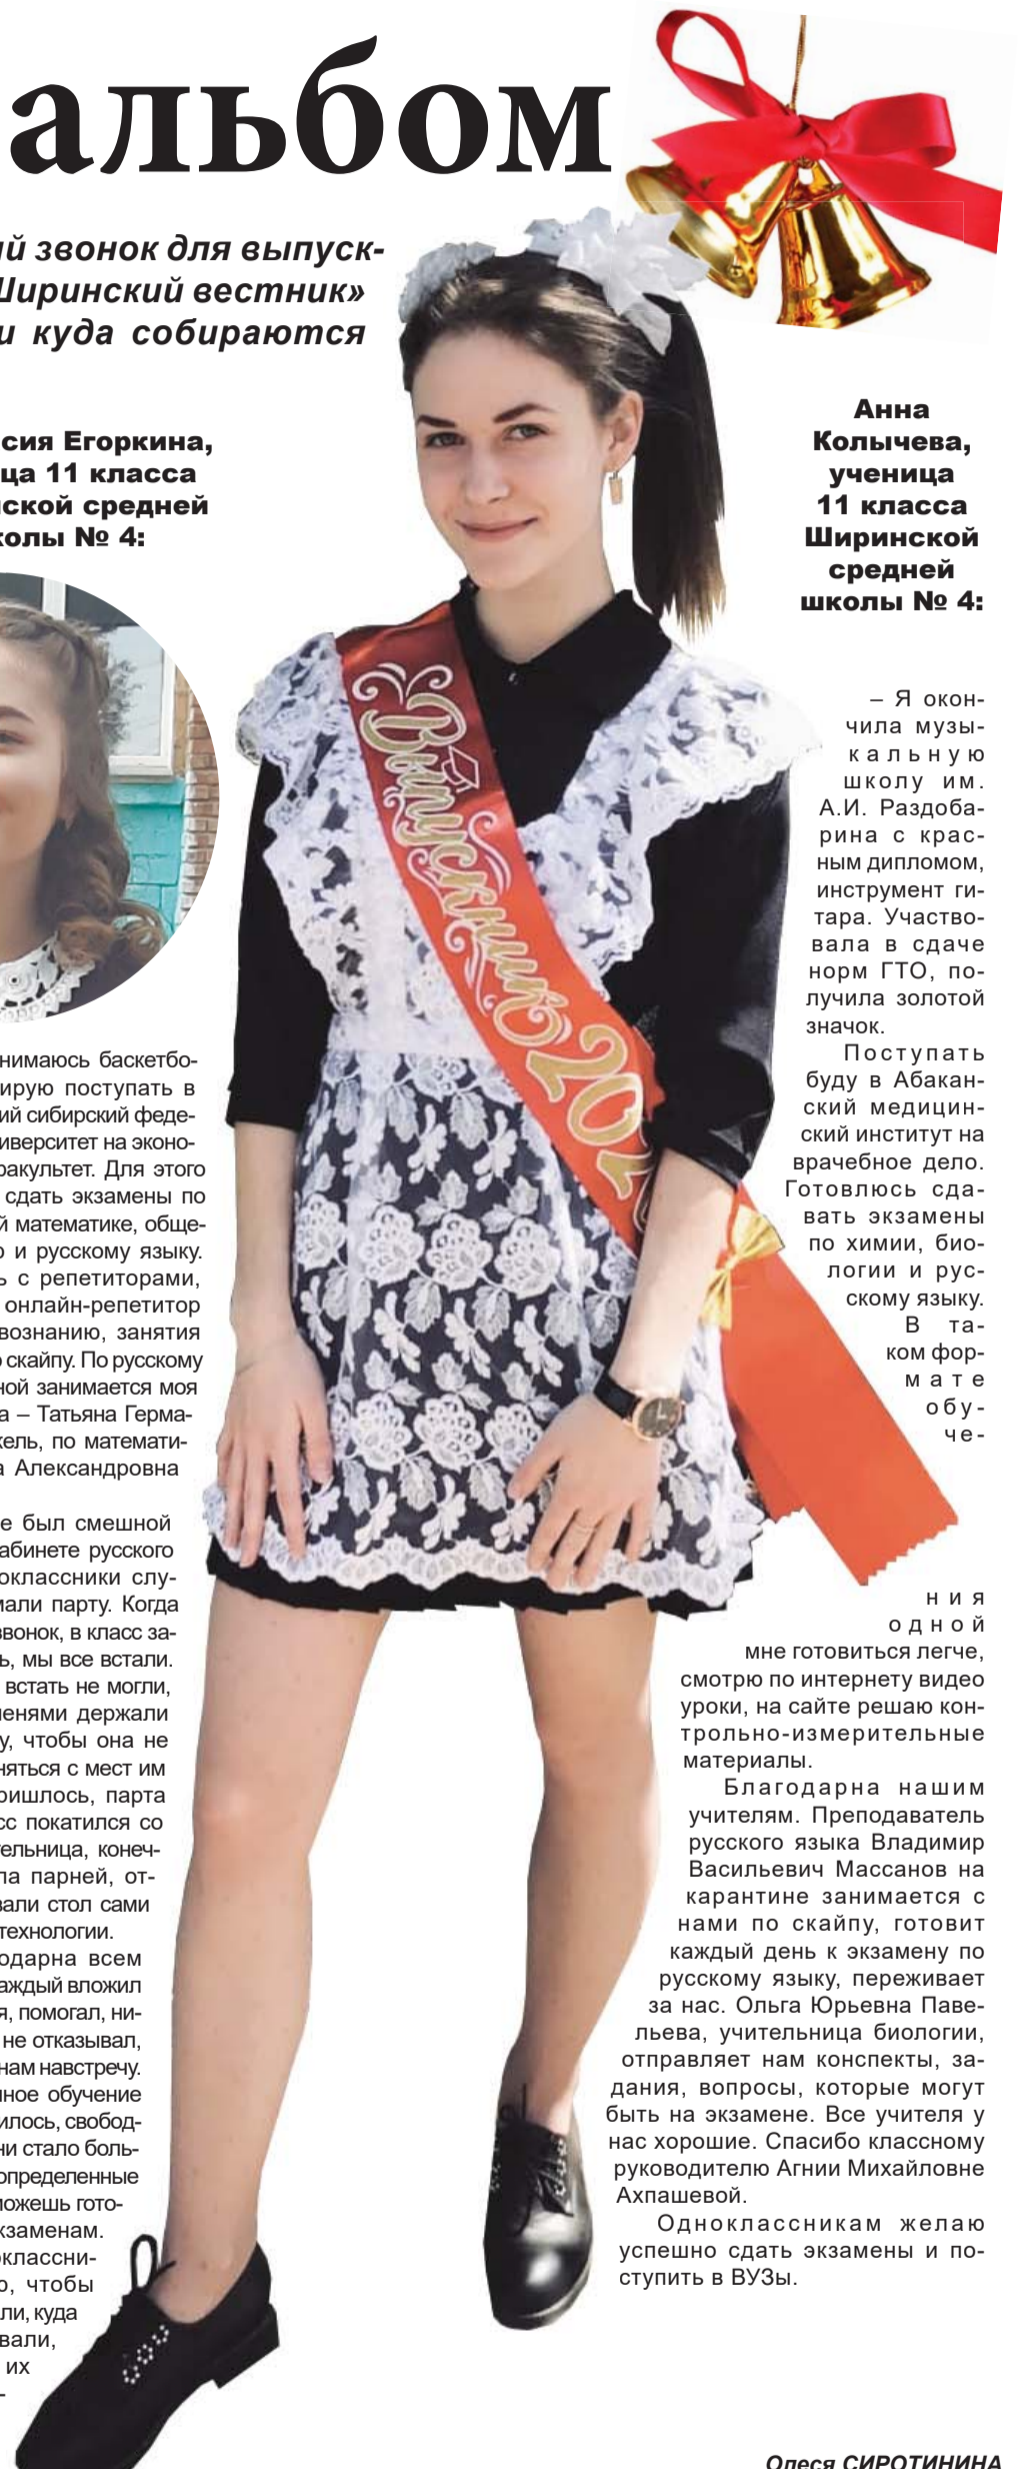 альбом
ий звонок для выпуск-
Ширинский вестник»
и куда собираются
сия Егоркина,
ца 11 класса
ской средней
колы № 4:
нимаюсь баскетбо-
ирую поступать в
ий сибирский феде-
иверситет на эконо-
факультет. Для этого
сдать экзамены по
й математике, обще-
о и русскому языку.
ь с репетиторами,
онлайн-репетитор
вознанию, занятия
о скайпу. По русскому
ной занимается моя
а – Татьяна Герма-
кель, по математи-
а Александровна
е был смешной
абинете русского
оклассники слу-
мали парту. Когда
звонок, в класс за-
ь, мы все встали.
встать не могли,
ленями держали
у, чтобы она не
няться с мест им
ришлось, парта
сс покатился со
тельница, конеч-
ла парней, от-
вали стол сами
технологии.
одарна всем
аждый вложил
я, помогал, ни-
не отказывал,
нам навстречу.
нное обучение
илось, свобод-
ни стало боль-
определенные
можешь гото-
кзаменам.
оклассни-
о, чтобы
ли, куда
вали,
их
-
Выпускник 202
Анна
Колычева,
ученица
11 класса
Ширинской
средней
школы № 4:
– Я окон-
чила музы-
кальную
школу им.
А.И. Раздоба-
рина с крас-
ным дипломом,
инструмент ги-
тара. Участво-
вала в сдаче
норм ГТО, по-
лучила золотой
значок.
Поступать
буду в Абакан-
ский медицин-
ский институт на
врачебное дело.
Готовлюсь сда-
вать экзамены
по химии, био-
логии и рус-
скому языку.
В та-
ком фор-
мате
обу-
че-
ния
одной
мне готовиться легче,
смотрю по интернету видео
уроки, на сайте решаю кон-
трольно-измерительные
материалы.
Благодарна нашим
учителям. Преподаватель
русского языка Владимир
Васильевич Массанов на
карантине занимается с
нами по скайпу, готовит
каждый день к экзамену по
русскому языку, переживает
за нас. Ольга Юрьевна Паве-
льева, учительница биологии,
отправляет нам конспекты, за-
дания, вопросы, которые могут
быть на экзамене. Все учителя у
нас хорошие. Спасибо классному
руководителю Агнии Михайловне
Ахпашевой.
Одноклассникам желаю
успешно сдать экзамены и по-
ступить в ВУЗы.
Олеся СИРОТИНИНА